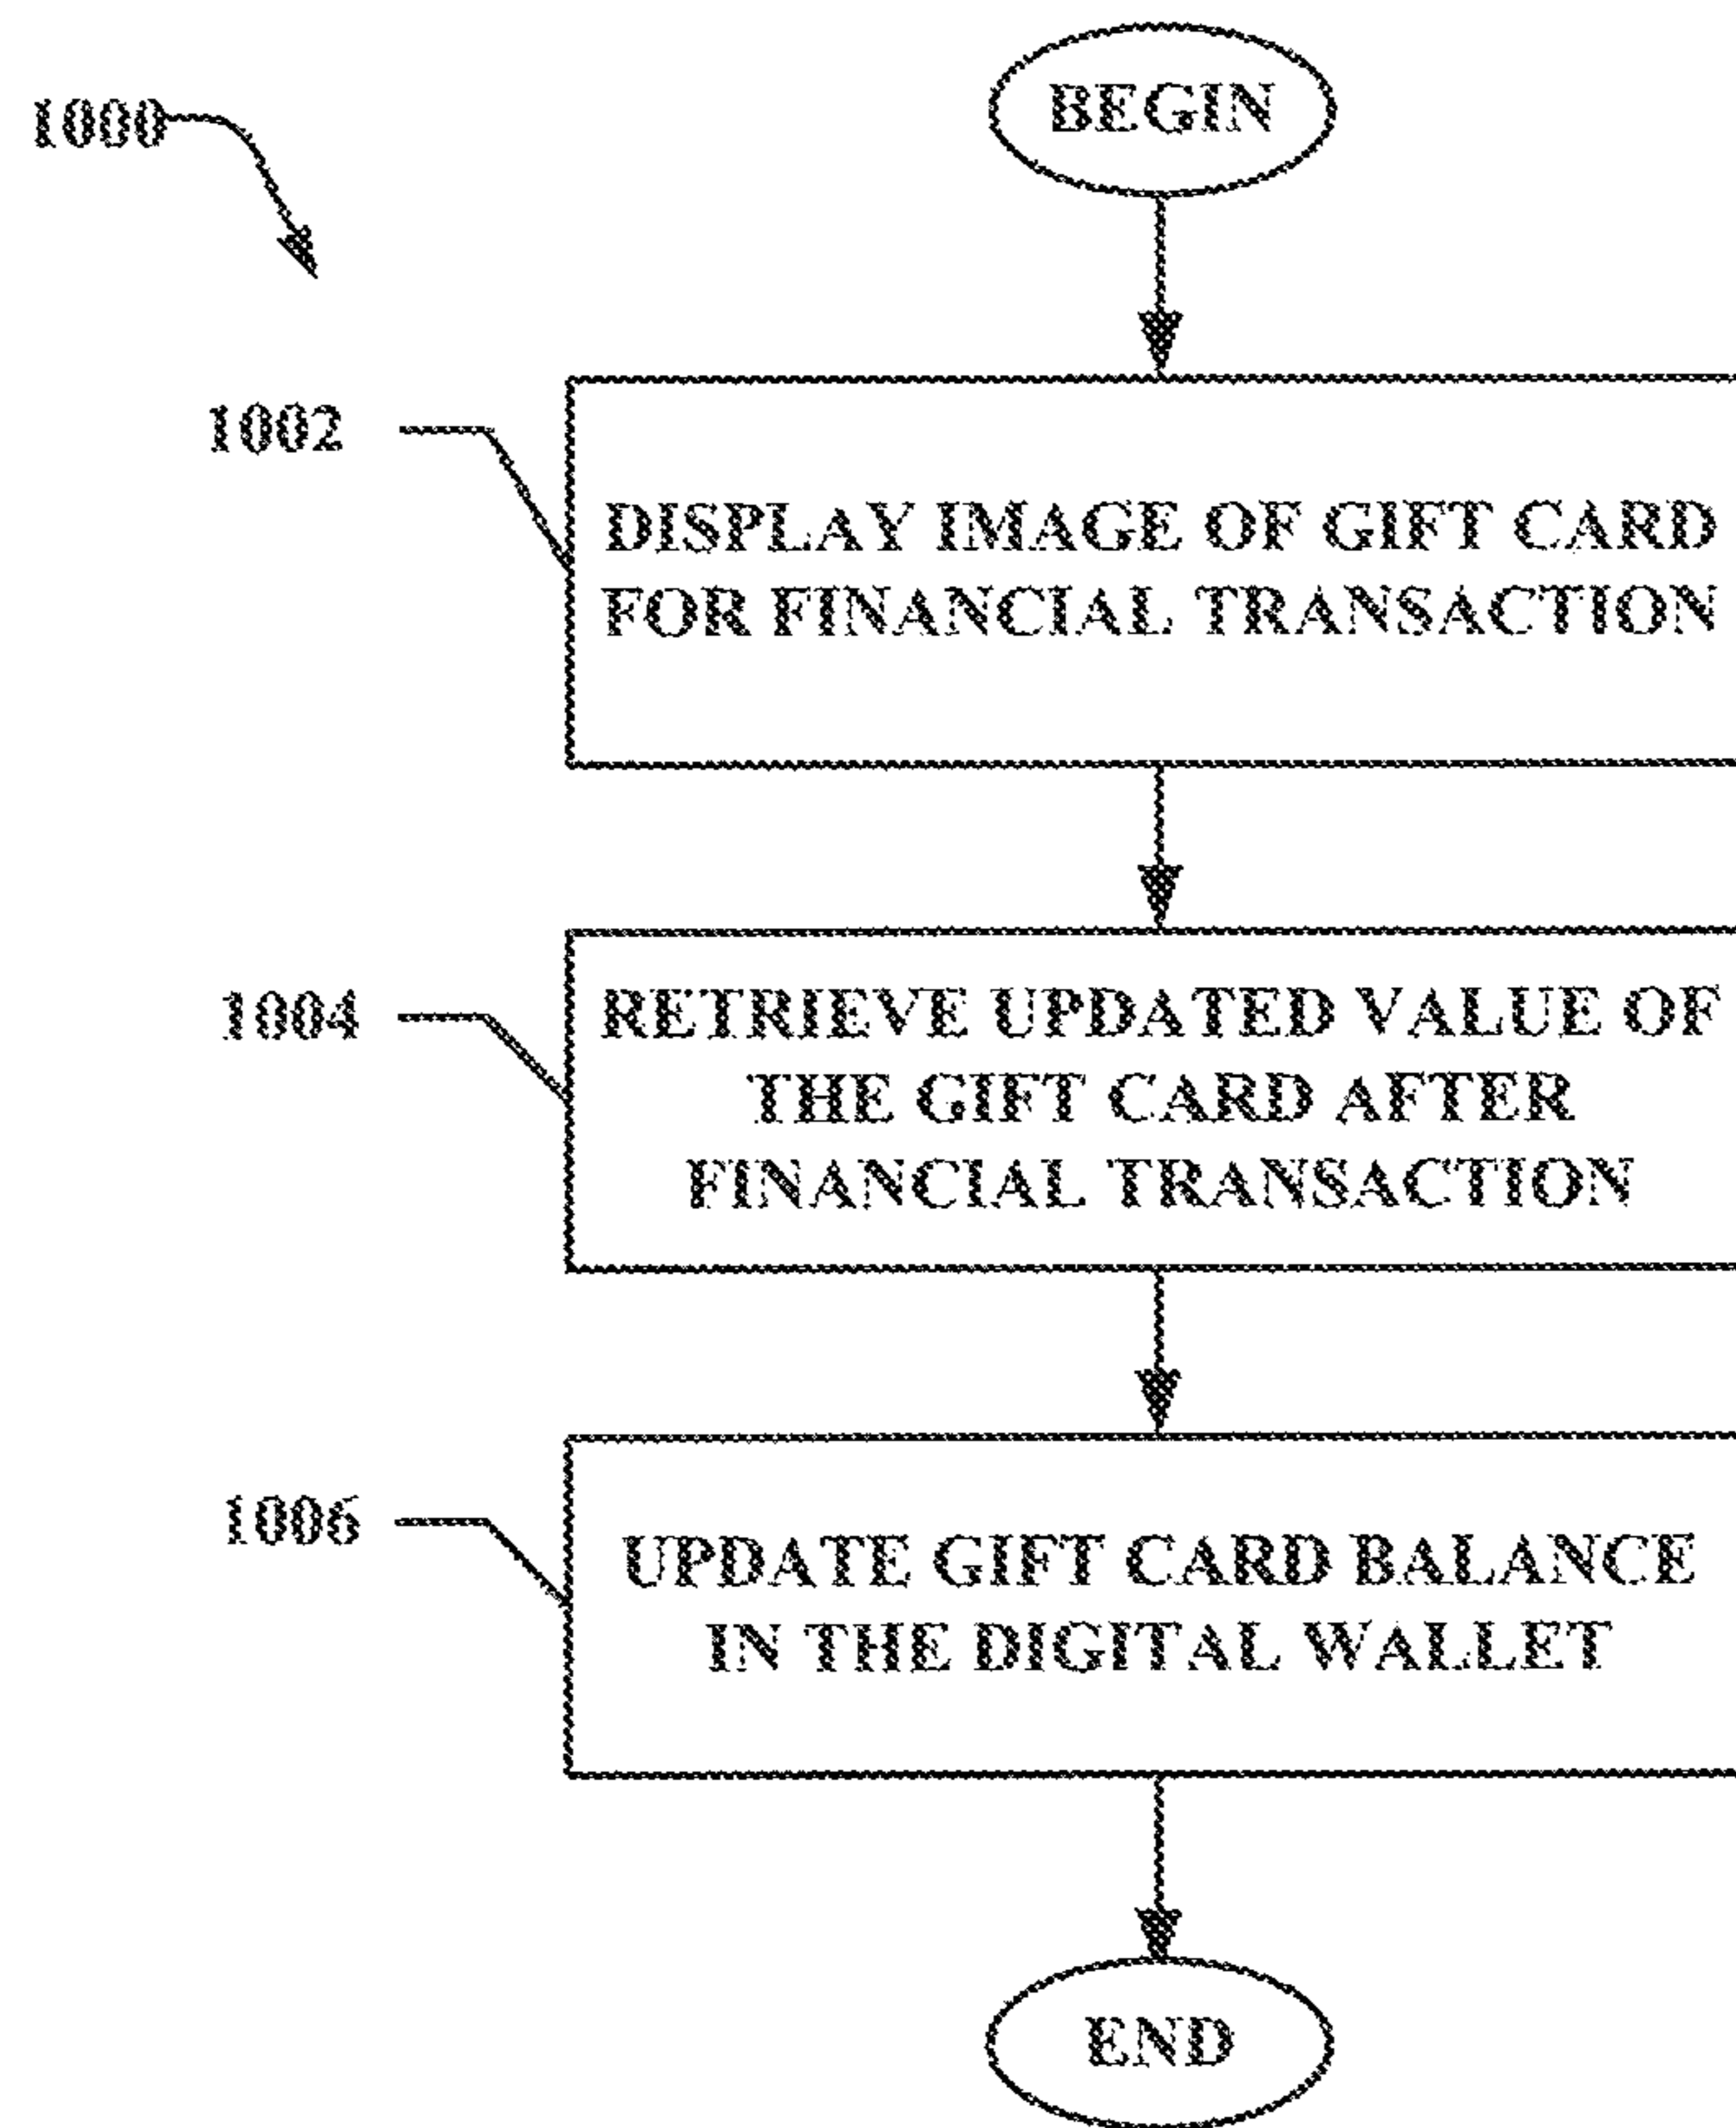 1000
BEGIN
1002
DISPLAY IMAGE OF GIFT CARD
FOR FINANCIAL TRANSACTION
1004
RETRIEVE UPDATED VALUE OF
THE GIFT CARD AFTER
FINANCIAL TRANSACTION
1006
UPDATE GIFT CARD BALANCE
IN THE DIGITAL WALLET
END